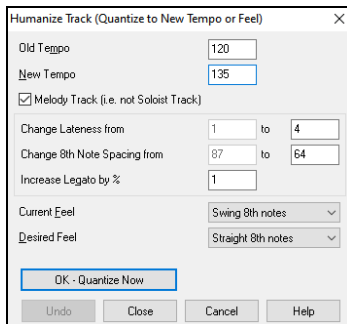 Humanize Track (Quantize to New Tempo or Feel)
Old Tempo 120
New Tempo 135
Melody Track (i.e. not Soloist Track)
Change Lateness from 1 to 4
Change 8th Note Spacing from 87 to 64
Increase Legato by % 1
Current Feel Swing 8th notes
Desired Feel Straight 8th notes
OK - Quantize Now
Undo Close Cancel Help